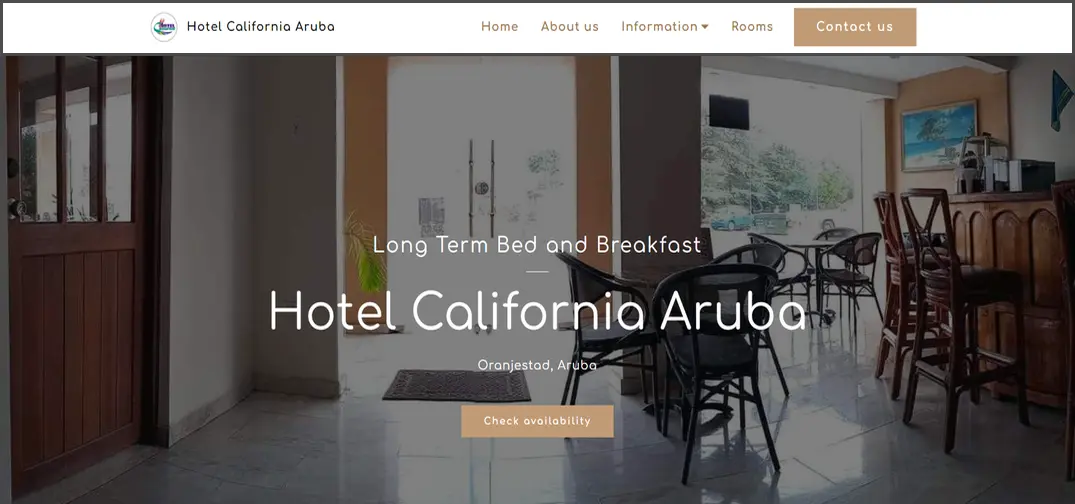 Hotel California Aruba
Home
About us
Information
Rooms
Contact us
Long Term Bed and Breakfast
Hotel California Aruba
Oranjestad, Aruba
Check availability